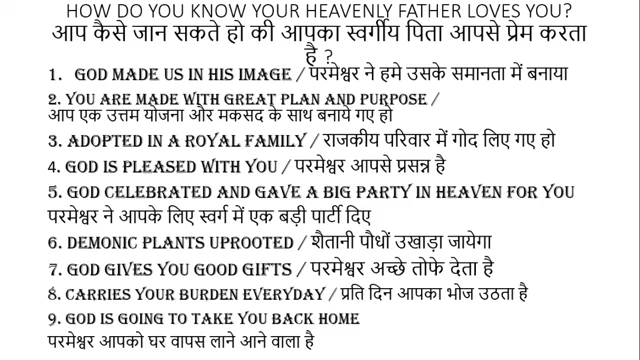 HOW DO YOU KNOW YOUR HEAVENLY FATHER LOVES YOU?
आप कैसे जान सकते हो की आपका स्वर्गीय पिता आपसे प्रेम करता
है ?
1. GOD MADE US IN HIS IMAGE / परमेश्वर ने हमे उसके समानता में बनाया
2. YOU ARE MADE WITH GREAT PLAN AND PURPOSE /
आप एक उत्तम योजना और मकसद के साथ बनाये गए हो
3. ADOPTED IN A ROYAL FAMILY / राजकीय परिवार में गोद लिए गए हो
4. GOD IS PLEASED WITH YOU / परमेश्वर आपसे प्रसन्न है
5. GOD CELEBRATED AND GAVE A BIG PARTY IN HEAVEN FOR YOU
परमेश्वर ने आपके लिए स्वर्ग में एक बड़ी पार्टी दिए
6. DEMONIC PLANTS UPROOTED / शैतानी पौधों उखाड़ा जायेगा
7. GOD GIVES YOU GOOD GIFTS / परमेश्वर अच्छे तोफे देता है
8. CARRIES YOUR BURDEN EVERYDAY / प्रति दिन आपका भोज उठता है
9. GOD IS GOING TO TAKE YOU BACK HOME
परमेश्वर आपको घर वापस लाने आने वाला है